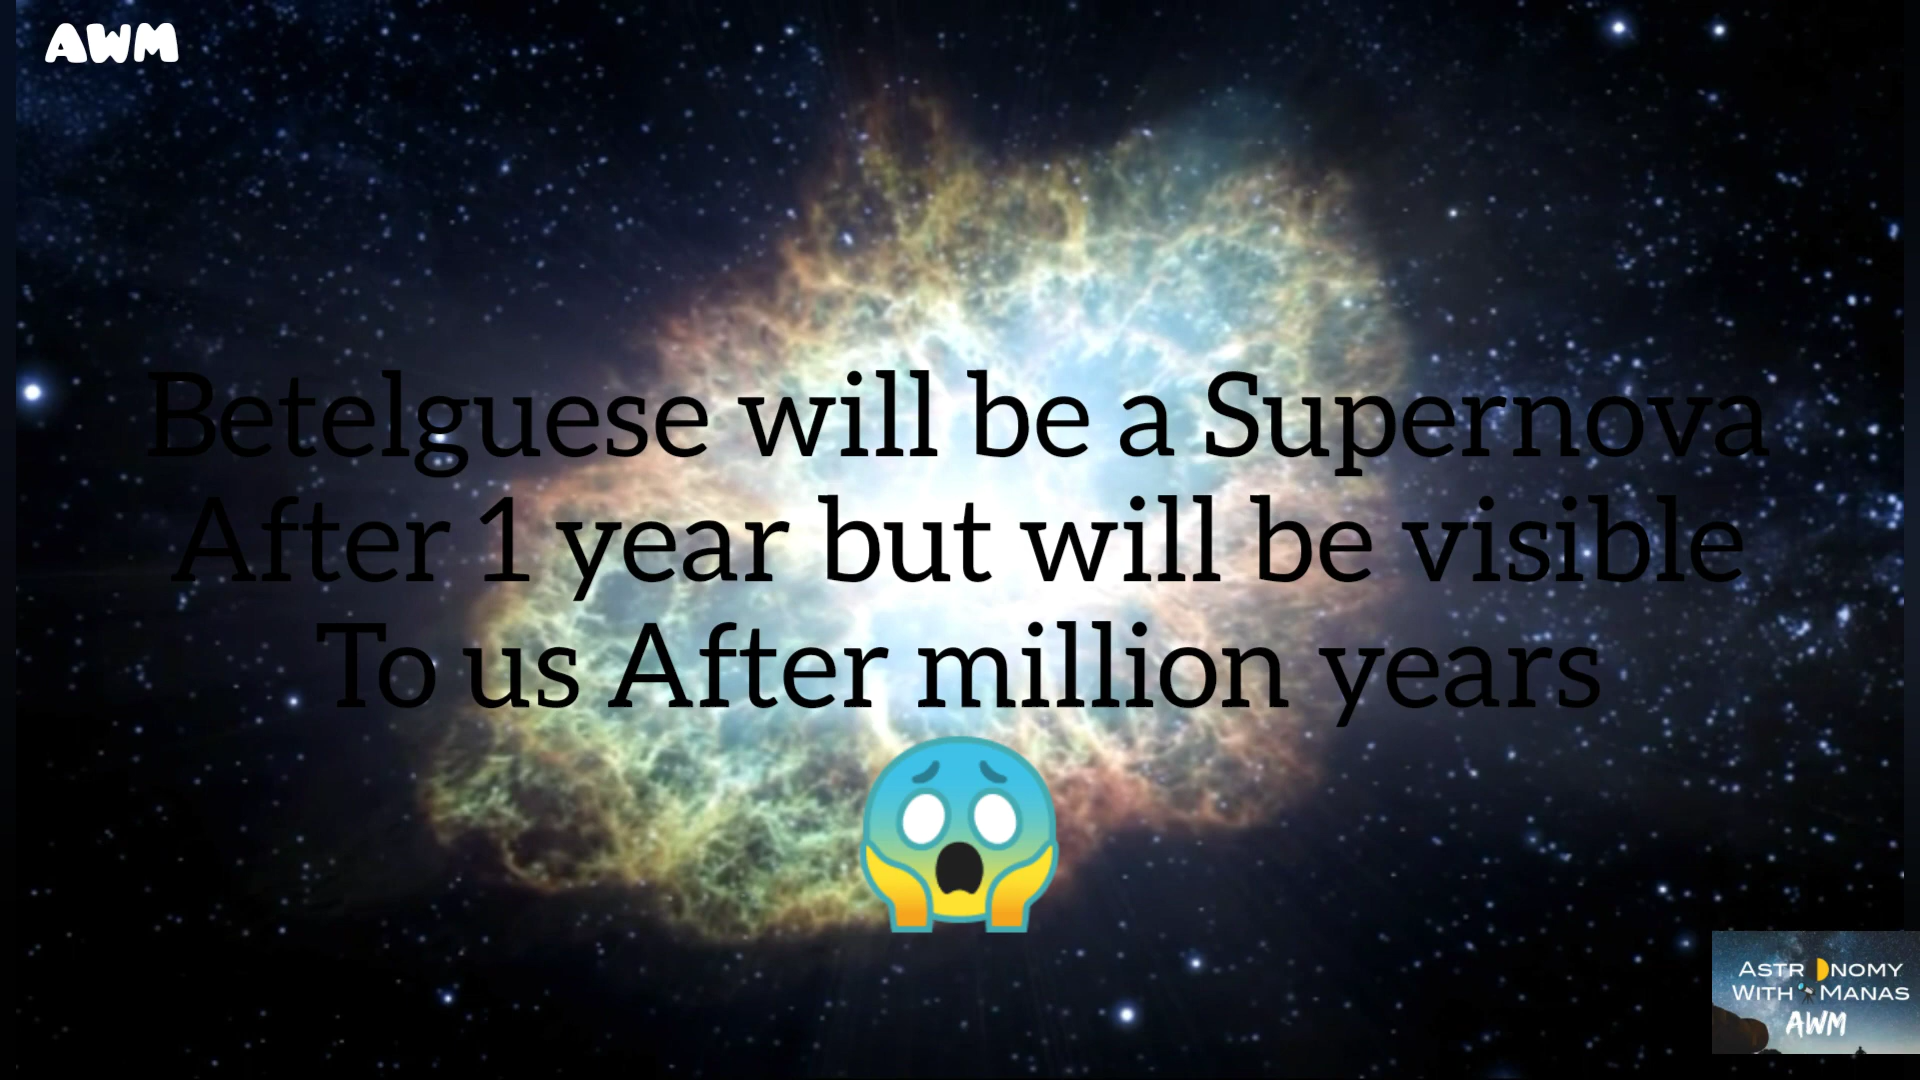 AWM
Betelguese will be a Supernova
After 1 year but will be visible
To us After million years
ASTR NOMY
WITH MANAS
AWM